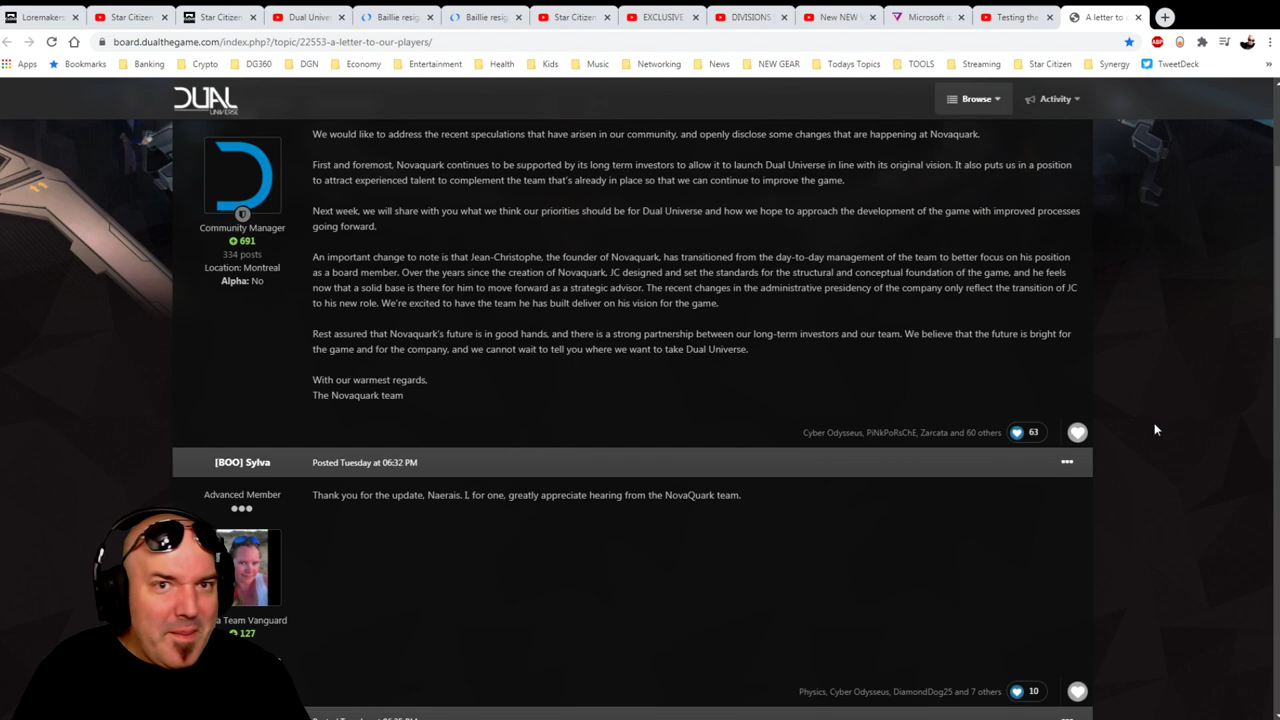 Loremakers
Star Citizen
Star Citizen
Dual Univer
Baillie resig
Baillie resig
Star Citizen
EXCLUSIVE
DIVISIONS
New NEW
Microsoft
Testing the
A letter to
board.dualthegame.com/index.php?/topic/22553-a-letter-to-our-players/
ABP
Apps Bookmarks Banking Crypto DG360 DGN Economy Entertainment Health Kids Music Networking News NEW GEAR Todays Topics TOOLS Streaming Star Citizen Synergy TweetDeck »
DUAL
UNIVERSE
Browse
Activity
We would like to address the recent speculations that have arisen in our community, and openly disclose some changes that are happening at Novaquark.
First and foremost, Novaquark continues to be supported by its long term investors to allow it to launch Dual Universe in line with its original vision. It also puts us in a position
to attract experienced talent to complement the team that's already in place so that we can continue to improve the game.
Community Manager
691
334 posts
Location: Montreal
Alpha: No
Next week, we will share with you what we think our priorities should be for Dual Universe and how we hope to approach the development of the game with improved processes
going forward.
An important change to note is that Jean-Christophe, the founder of Novaquark, has transitioned from the day-to-day management of the team to better focus on his position
as a board member. Over the years since the creation of Novaquark, JC designed and set the standards for the structural and conceptual foundation of the game, and he feels
now that a solid base is there for him to move forward as a strategic advisor. The recent changes in the administrative presidency of the company only reflect the transition of JC
to his new role. We're excited to have the team he has built deliver on his vision for the game.
Rest assured that Novaquark's future is in good hands, and there is a strong partnership between our long-term investors and our team. We believe that the future is bright for
the game and for the company, and we cannot wait to tell you where we want to take Dual Universe.
With our warmest regards,
The Novaquark team
Cyber Odysseus, PiNkPoRsChE, Zarcata and 60 others 63
[BOO] Sylva
Posted Tuesday at 06:32 PM
Advanced Member
Thank you for the update, Naerais. I, for one, greatly appreciate hearing from the NovaQuark team.
Team Vanguard
127
Physics, Cyber Odysseus, DiamondDog25 and 7 others 10